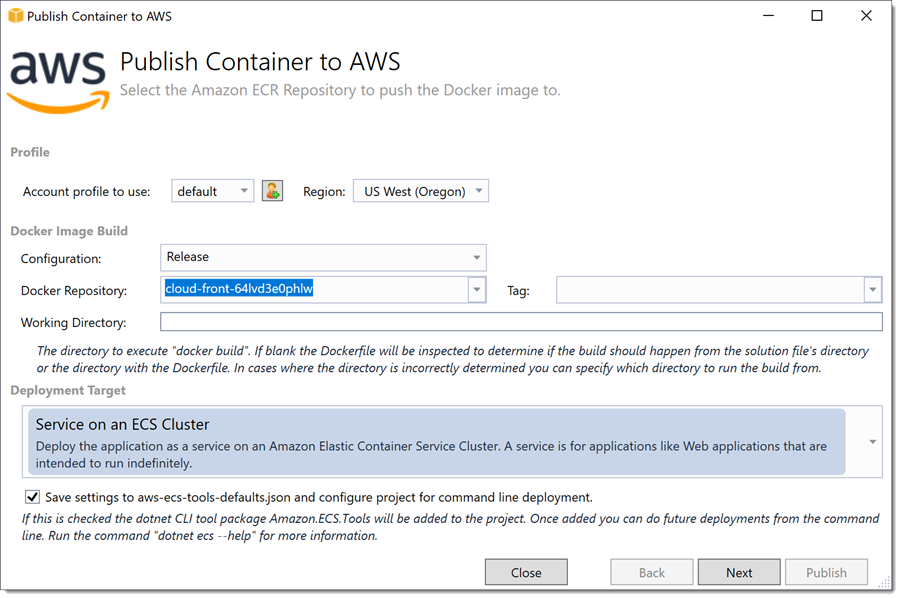 Publish Container to AWS
aws
Publish Container to AWS
Select the Amazon ECR Repository to push the Docker image to.
Profile
Account profile to use: default Region: US West (Oregon)
Docker Image Build
Configuration: Release
Docker Repository: cloud-front-64lvd3e0phlw Tag:
Working Directory:
The directory to execute "docker build". If blank the Dockerfile will be inspected to determine if the build should happen from the solution file's directory
or the directory with the Dockerfile. In cases where the directory is incorrectly determined you can specify which directory to run the build from.
Deployment Target
Service on an ECS Cluster
Deploy the application as a service on an Amazon Elastic Container Service Cluster. A service is for applications like Web applications that are
intended to run indefinitely.
Save settings to aws-ecs-tools-defaults.json and configure project for command line deployment.
If this is checked the dotnet CLI tool package Amazon.ECS.Tools will be added to the project. Once added you can do future deployments from the command
line. Run the command "dotnet ecs --help" for more information.
Close Back Next Publish